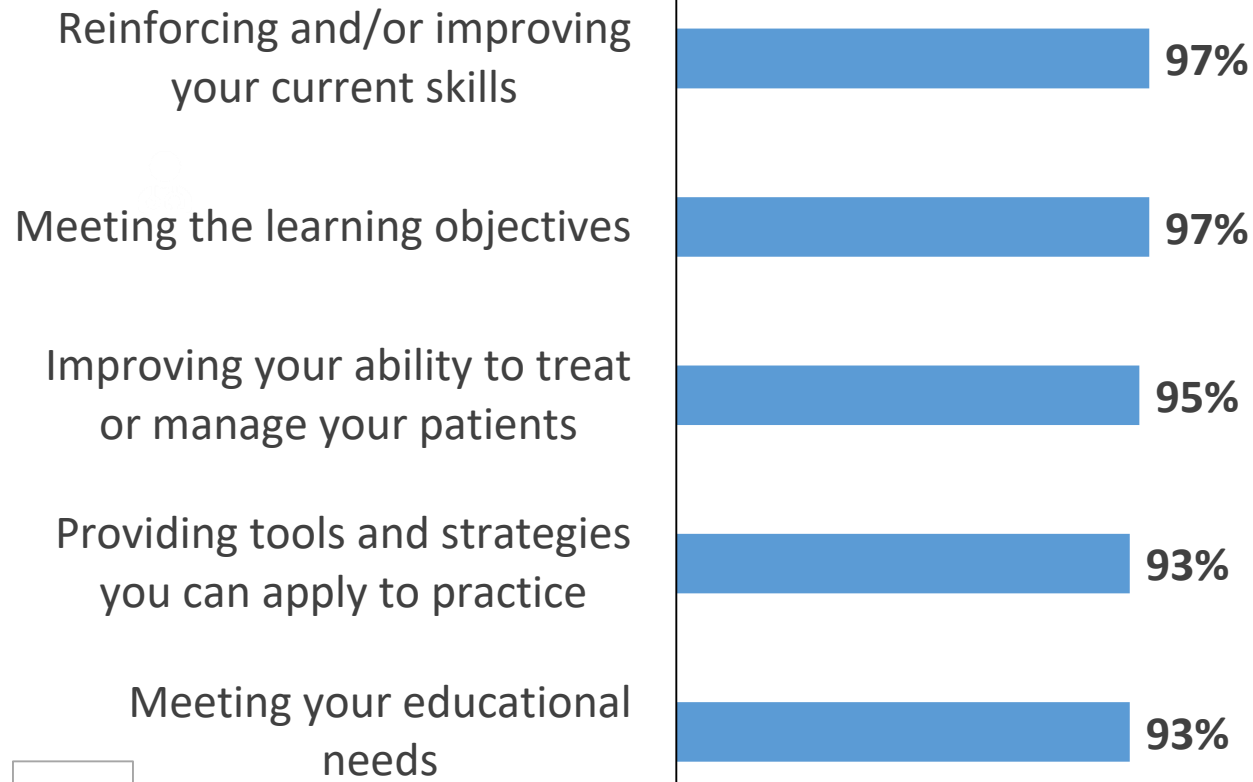 Reinforcing and/or improving
your current skills
97%
Meeting the learning objectives
97%
Improving your ability to treat
or manage your patients
95%
Providing tools and strategies
you can apply to practice
93%
Meeting your educational
needs
93%